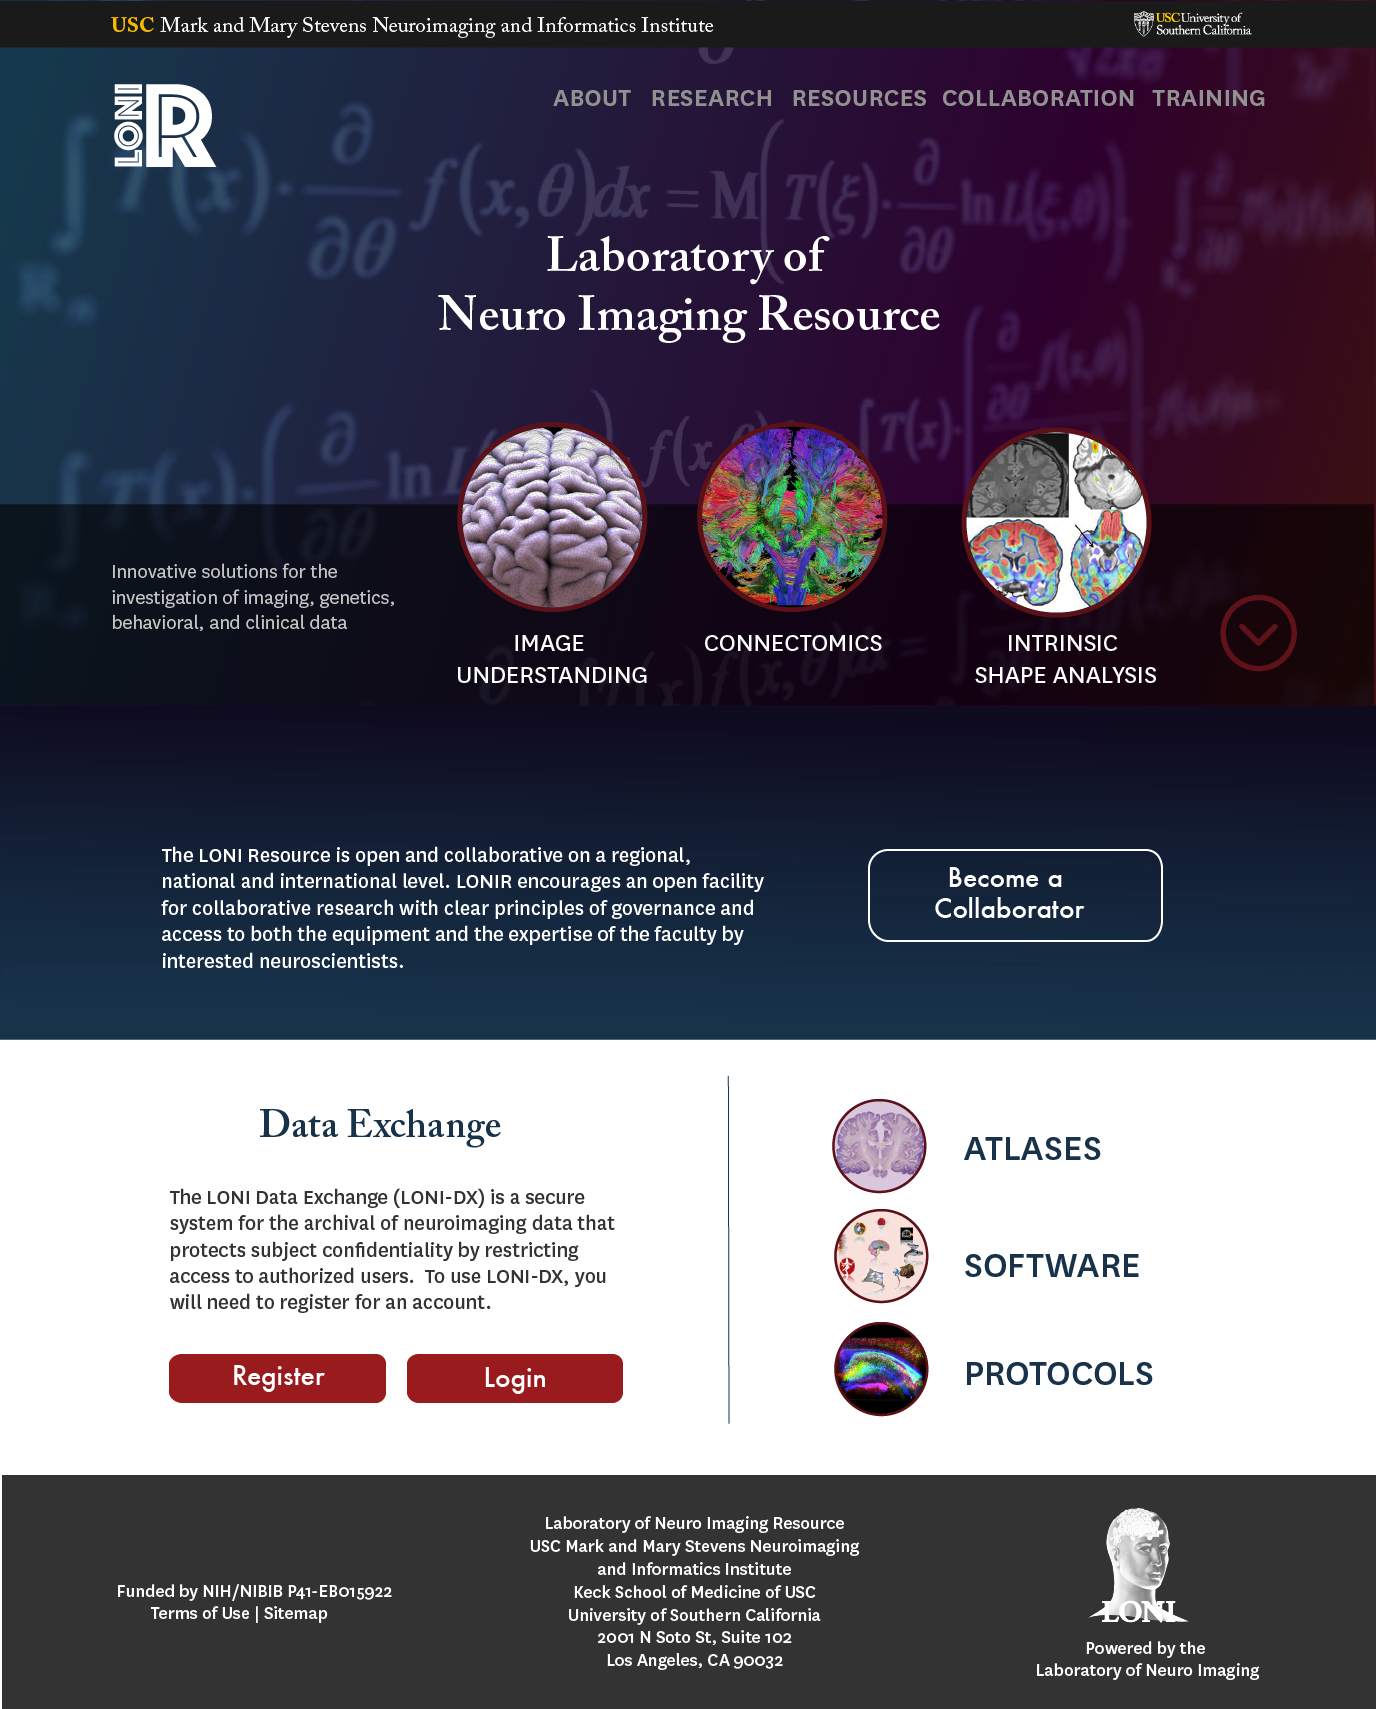 USC Mark and Mary Stevens Neuroimaging and Informatics Institute
USC University of
Southern California
LONI
R
ABOUT RESEARCH RESOURCES COLLABORATION TRAINING
Laboratory of
Neuro Imaging Resource
Innovative solutions for the
investigation of imaging, genetics,
behavioral, and clinical data
IMAGE
UNDERSTANDING
CONNECTOMICS
INTRINSIC
SHAPE ANALYSIS
The LONI Resource is open and collaborative on a regional,
national and international level. LONIR encourages an open facility
for collaborative research with clear principles of governance and
access to both the equipment and the expertise of the faculty by
interested neuroscientists.
Become a
Collaborator
Data Exchange
The LONI Data Exchange (LONI-DX) is a secure
system for the archival of neuroimaging data that
protects subject confidentiality by restricting
access to authorized users. To use LONI-DX, you
will need to register for an account.
Register
Login
ATLASES
SOFTWARE
PROTOCOLS
Funded by NIH/NIBIB P41-EB015922
Terms of Use | Sitemap
Laboratory of Neuro Imaging Resource
USC Mark and Mary Stevens Neuroimaging
and Informatics Institute
Keck School of Medicine of USC
University of Southern California
2001 N Soto St, Suite 102
Los Angeles, CA 90032
LONI
Powered by the
Laboratory of Neuro Imaging